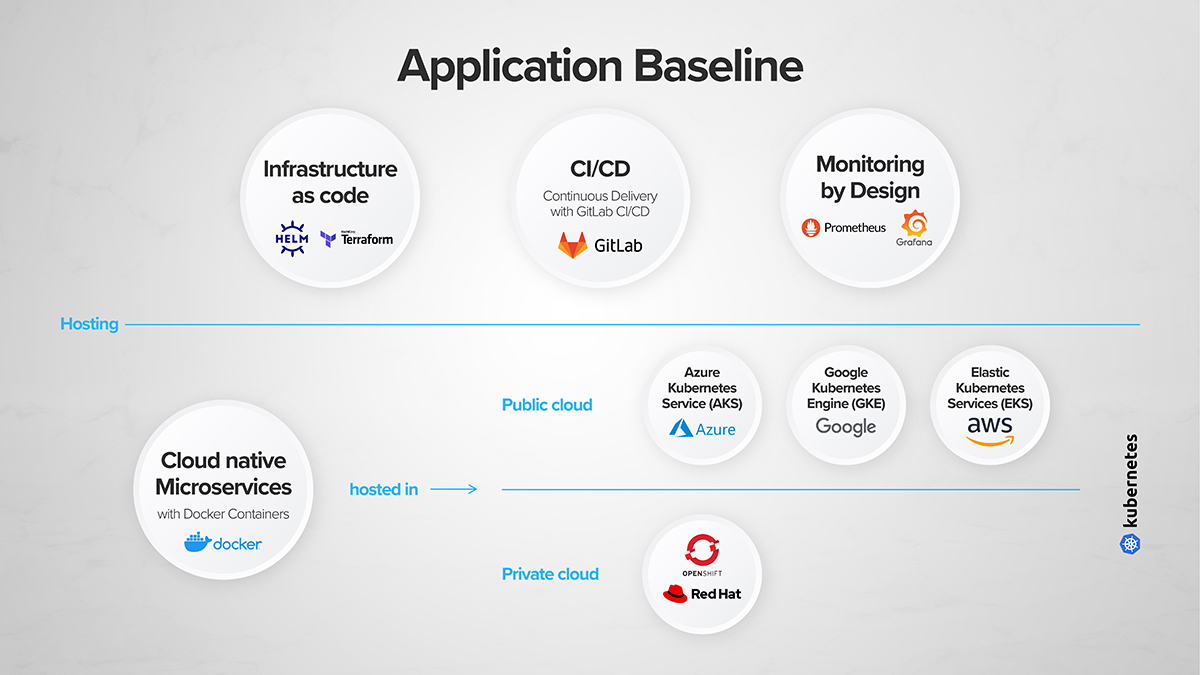 Application Baseline
Infrastructure
as code
HELM
HashiCorp
Terraform
CI/CD
Continuous Delivery
with GitLab CI/CD
GitLab
Monitoring
by Design
Prometheus
Grafana
Hosting
Cloud native
Microservices
with Docker Containers
docker
hosted in
Public cloud
Azure
Kubernetes
Service (AKS)
Azure
Google
Kubernetes
Engine (GKE)
Google
Elastic
Kubernetes
Services (EKS)
aws
Private cloud
OPENSHIFT
Red Hat
kubernetes